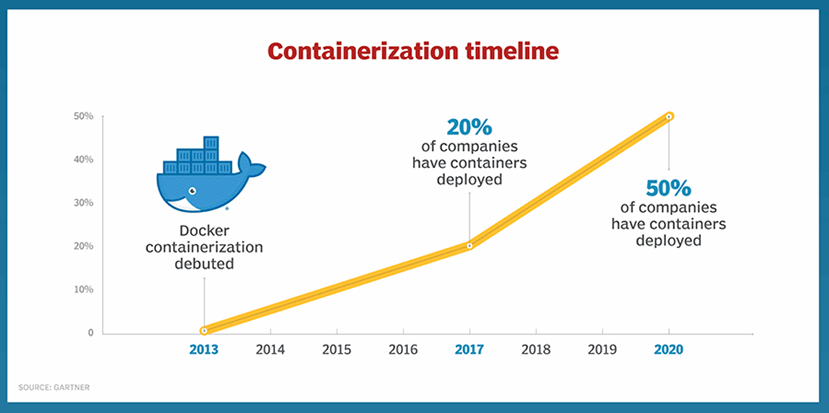 Containerization timeline
50%
40%
30%
20%
10%
0
Docker
containerization
debuted
20%
of companies
have containers
deployed
50%
of companies
have containers
deployed
2013 2014 2015 2016 2017 2018 2019 2020
SOURCE: GARTNER